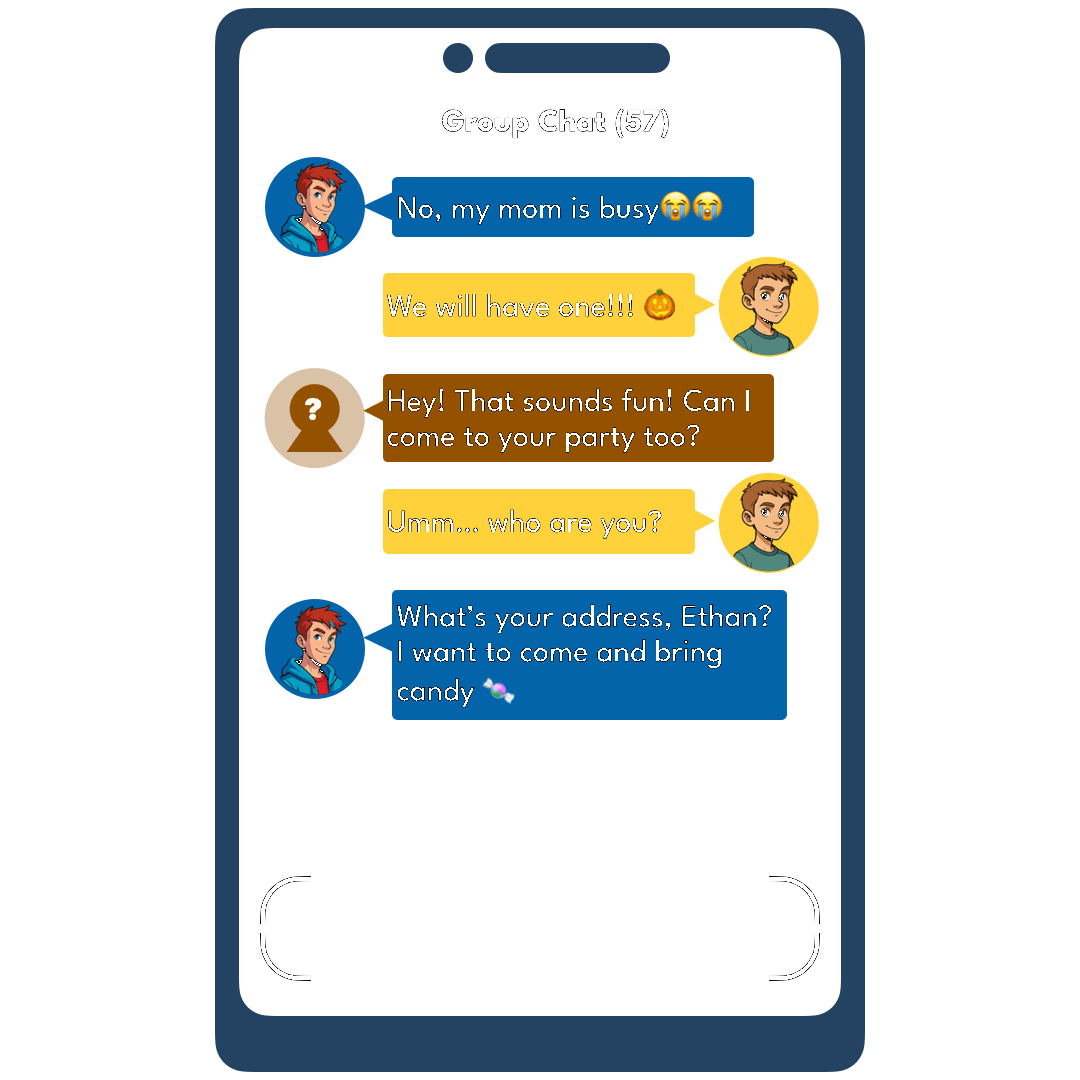 Group Chat (57)
No, my mom is busy😭😭
We will have one!!! 🎃
?
Hey! That sounds fun! Can I
come to your party too?
Umm... who are you?
What's your address, Ethan?
I want to come and bring
candy 🍬